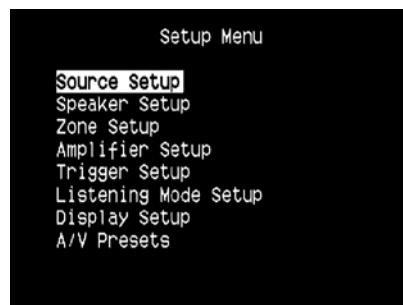 Setup Menu
Source Setup
Speaker Setup
Zone Setup
Amplifier Setup
Trigger Setup
Listening Mode Setup
Display Setup
A/V Presets